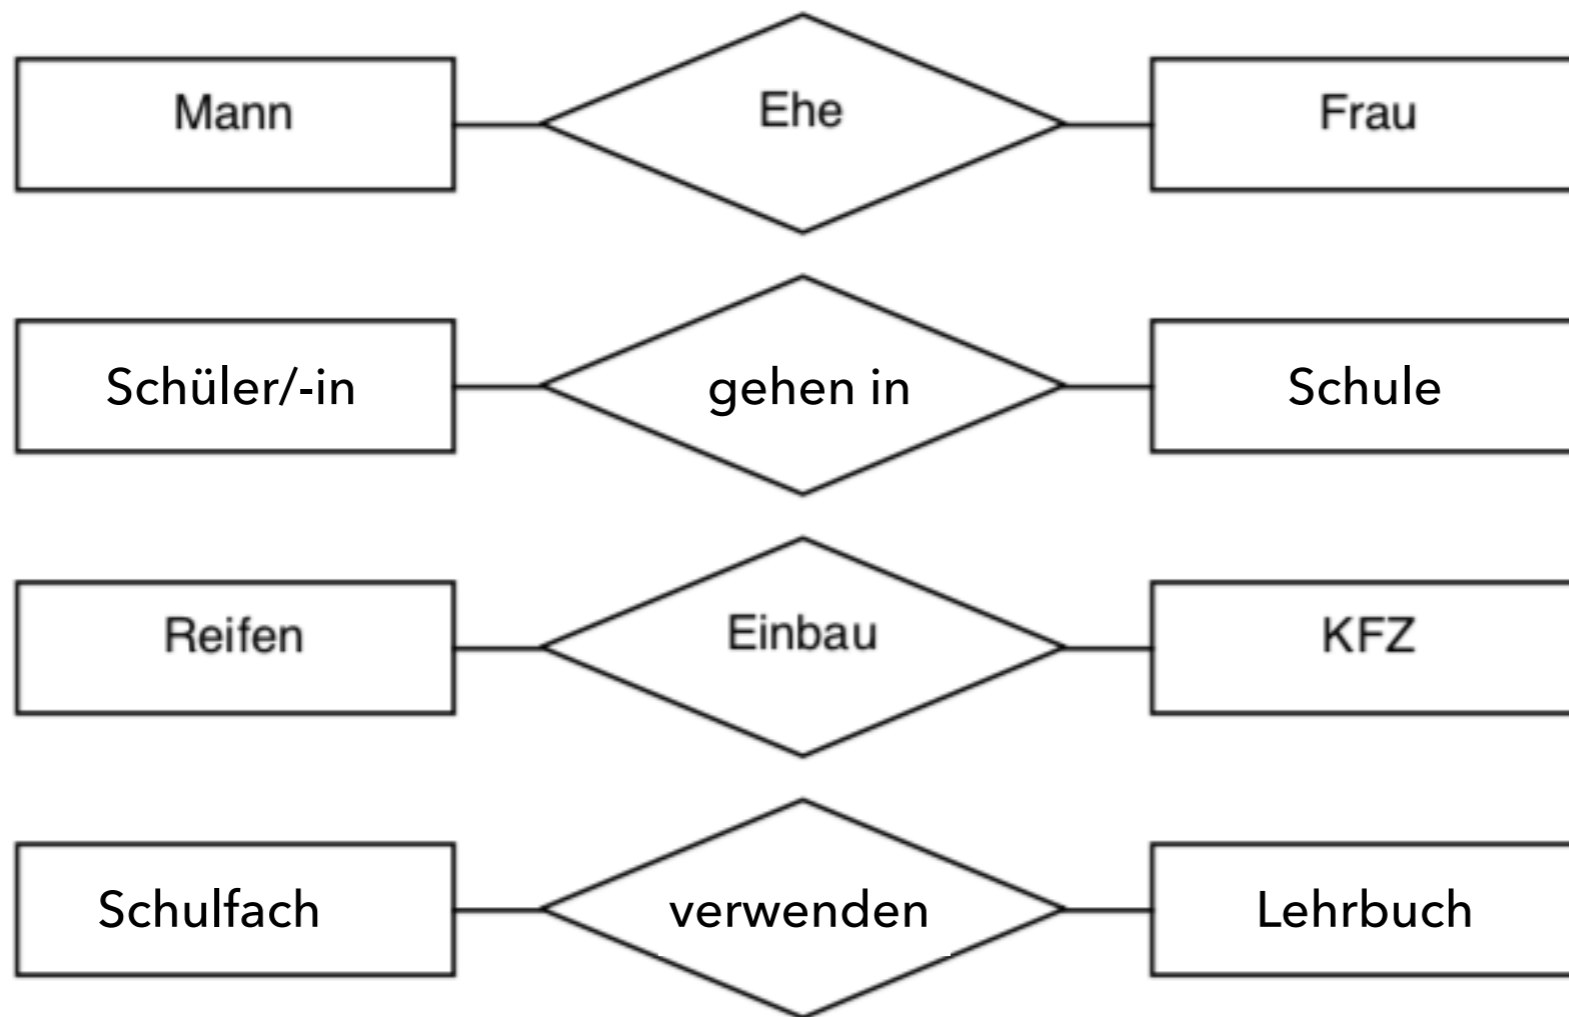 Mann Ehe Frau
Schüler/-in gehen in Schule
Reifen Einbau KFZ
Schulfach verwenden Lehrbuch